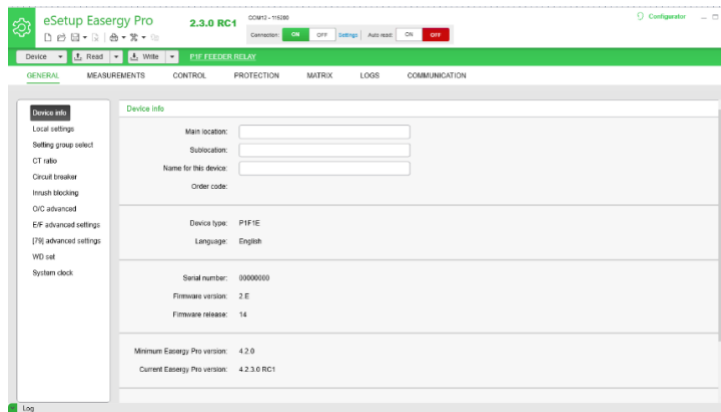 eSetup Easergy Pro
2.3.0 RC1
COM12 - 115200
Connection: ON OFF Settings Auto read: ON OFF
Configurator
Device Read Write P1F FEEDER RELAY
GENERAL MEASUREMENTS CONTROL PROTECTION MATRIX LOGS COMMUNICATION
Device info
Local settings
Setting group select
CT ratio
Circuit breaker
Inrush blocking
O/C advanced
E/F advanced settings
[79] advanced settings
WD set
System clock
Device info
Main location:
Sublocation:
Name for this device:
Order code:
Device type: P1F1E
Language: English
Serial number: 00000000
Firmware version: 2.E
Firmware release: 14
Minimum Easergy Pro version: 4.2.0
Current Easergy Pro version: 4.2.3.0 RC1
Log